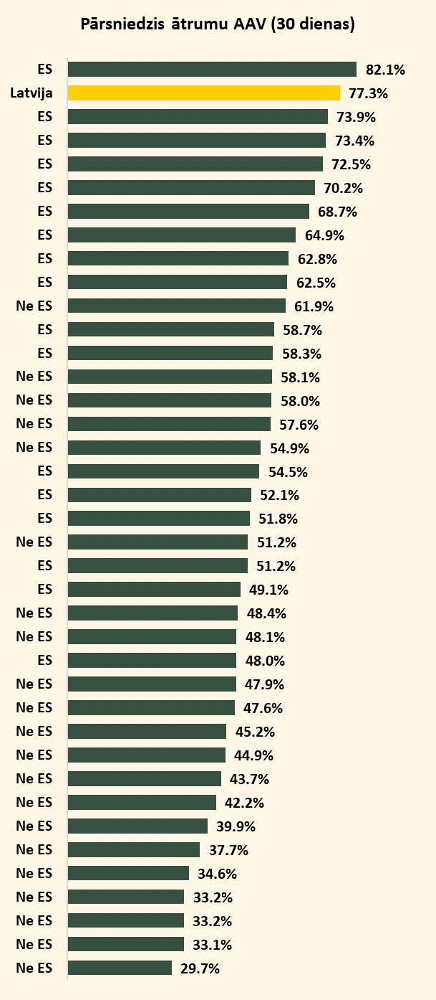 Pārsniedzis ātrumu AAV (30 dienas)
ES 82.1%
Latvija 77.3%
ES 73.9%
ES 73.4%
ES 72.5%
ES 70.2%
ES 68.7%
ES 64.9%
ES 62.8%
ES 62.5%
Ne ES 61.9%
ES 58.7%
ES 58.3%
Ne ES 58.1%
Ne ES 58.0%
Ne ES 57.6%
Ne ES 54.9%
ES 54.5%
ES 52.1%
ES 51.8%
Ne ES 51.2%
ES 51.2%
ES 49.1%
Ne ES 48.4%
Ne ES 48.1%
ES 48.0%
Ne ES 47.9%
Ne ES 47.6%
Ne ES 45.2%
Ne ES 44.9%
Ne ES 43.7%
Ne ES 42.2%
Ne ES 39.9%
Ne ES 37.7%
Ne ES 34.6%
Ne ES 33.2%
Ne ES 33.2%
Ne ES 33.1%
Ne ES 29.7%